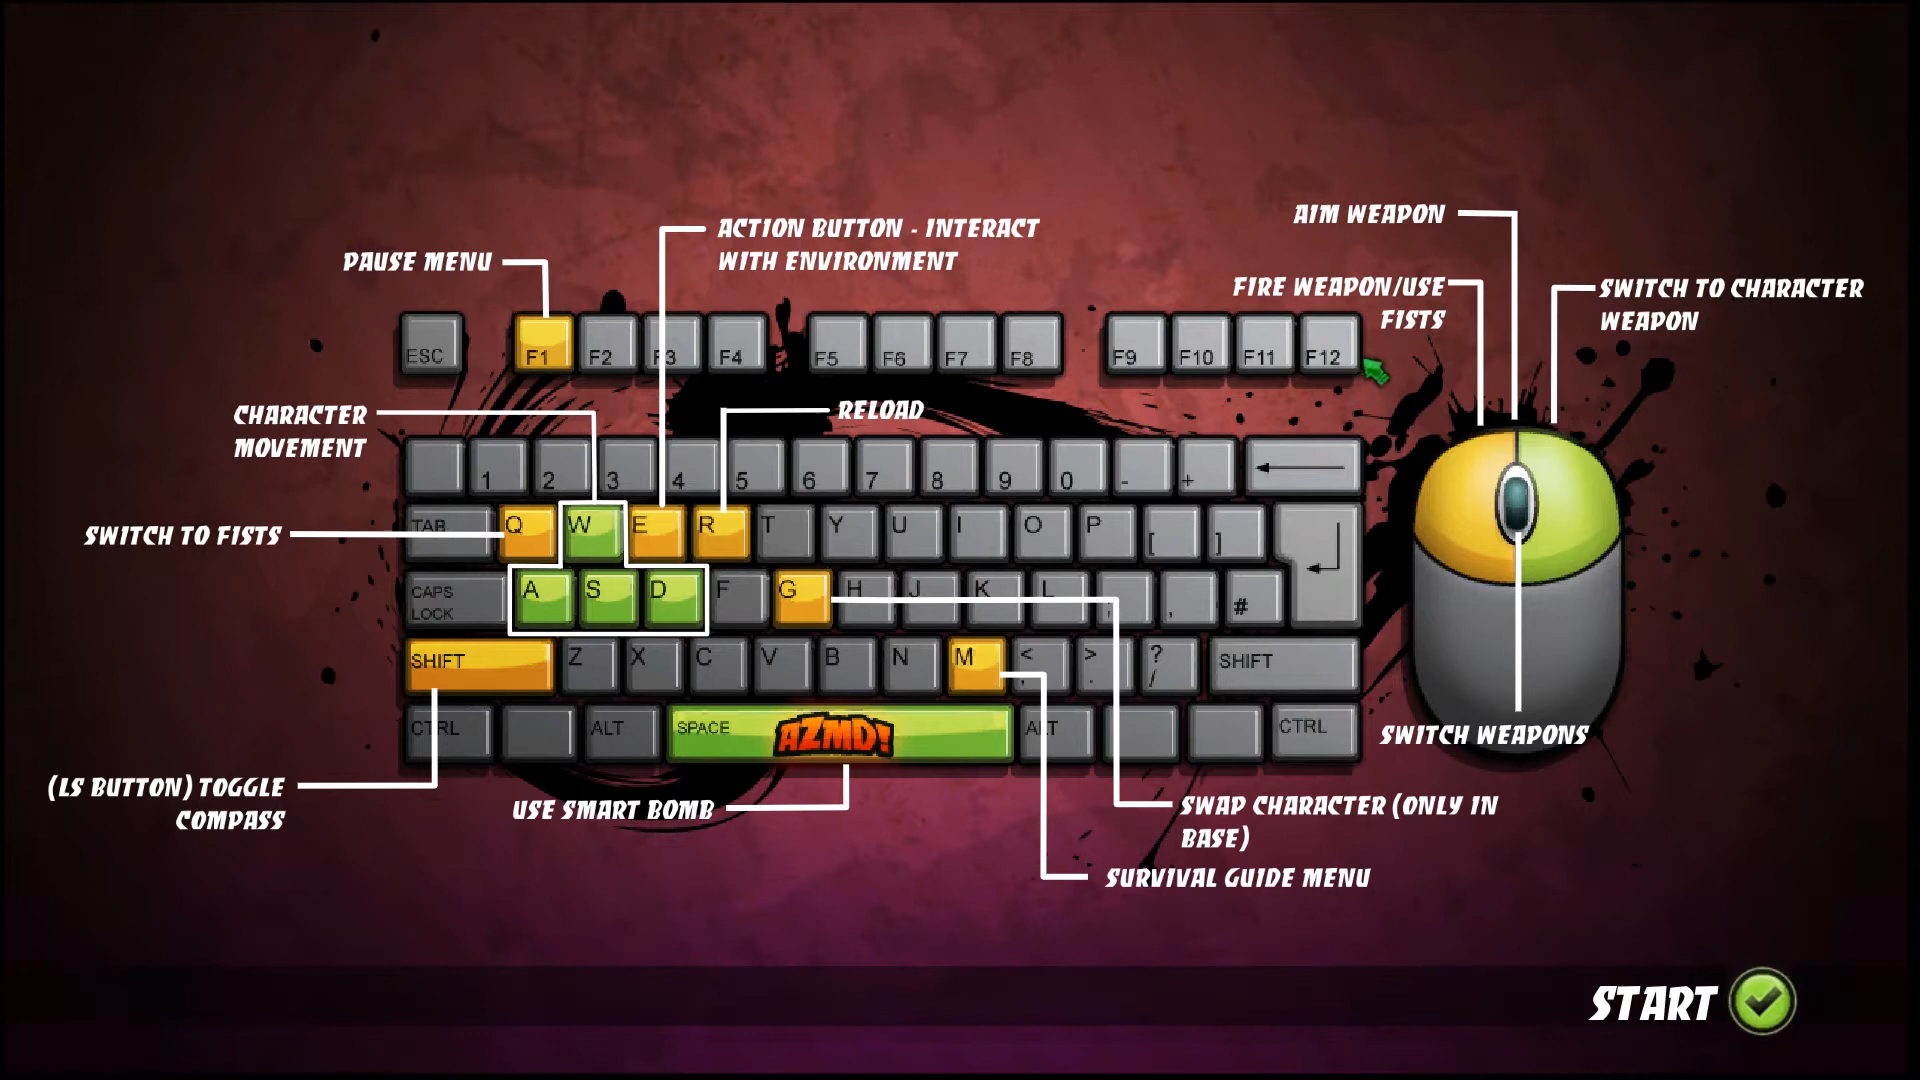 AIM WEAPON
ACTION BUTTON - INTERACT
WITH ENVIRONMENT
PAUSE MENU
FIRE WEAPON/USE
FISTS
SWITCH TO CHARACTER
WEAPON
ESC F1 F2 F3 F4 F5 F6 F7 F8 F9 F10 F11 F12
CHARACTER
MOVEMENT
RELOAD
1 2 3 4 5 6 7 8 9 0 - +
SWITCH TO FISTS
TAB Q W E R T Y U I O P [ ]
CAPS
LOCK
A S D F G H J K L ; , #
SHIFT Z X C V B N M < , > . ? / SHIFT
CTRL ALT SPACE AZMD! ALT CTRL
SWITCH WEAPONS
(LS BUTTON) TOGGLE
COMPASS
USE SMART BOMB
SWAP CHARACTER (ONLY IN
BASE)
SURVIVAL GUIDE MENU
START